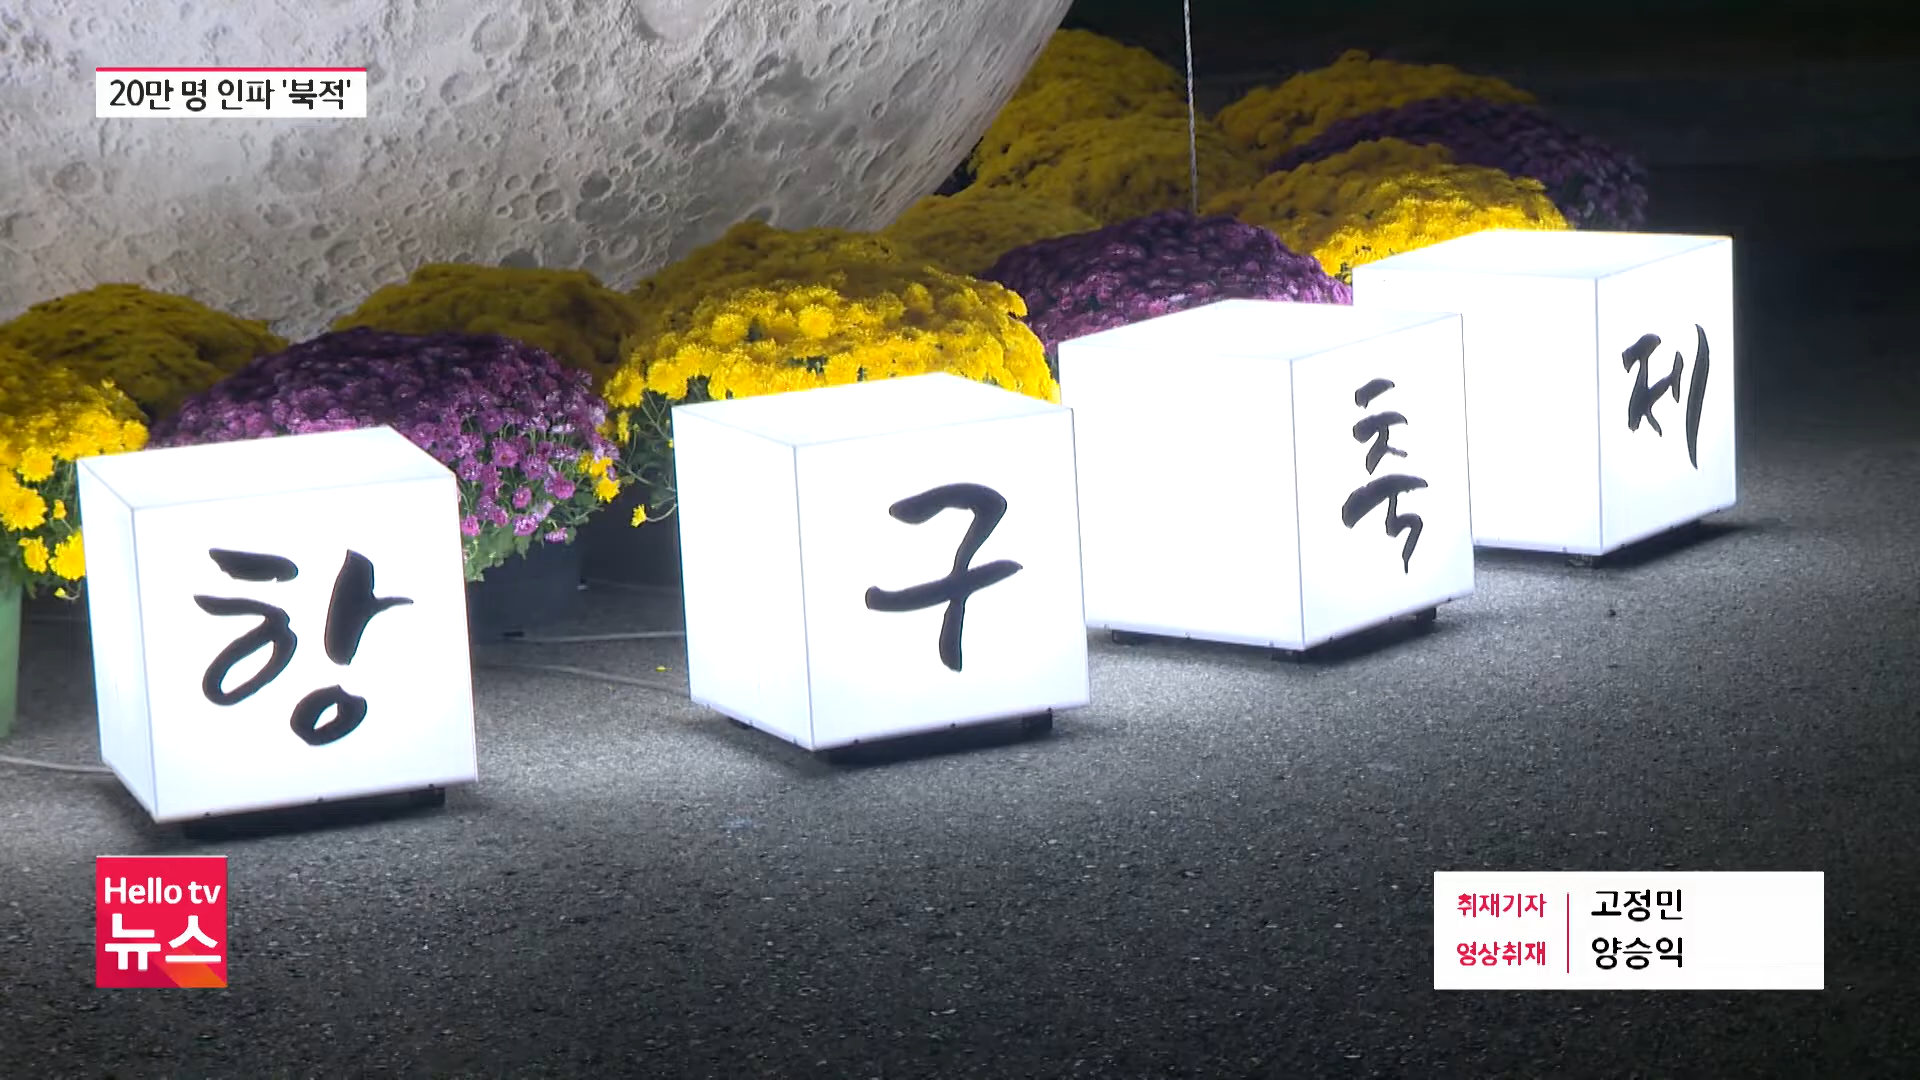 20만 명 인파 '북적'
항 구 축 제
Hello tv
뉴스
취재기자 고정민
영상취재 양승익